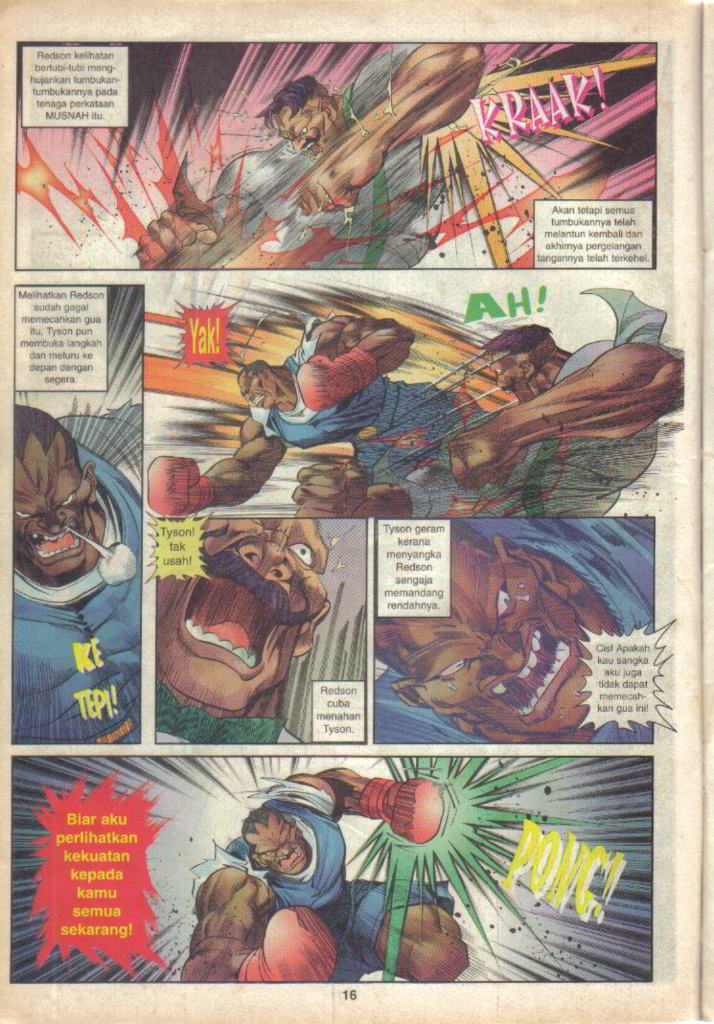 Redson kelihatan
bertubi-tubi meng-
hujankan tumbukan-
tumbukannya pada
tenaga perkataan
MUSNAH itu.
KRAAK!
Akan tetapi semua
tumbukannya telah
melantun kembali dan
akhirnya pergelangan
tangannya telah terkehel.
Melihatkan Redson
sudah gagal
memecahkan gua
itu, Tyson pun
membuka langkah
dan meluru ke
depan dengan
segera.
Yak!
AH!
KE
TEPI!
Tyson!
tak
usah!
Redson
cuba
menahan
Tyson.
Tyson geram
kerana
menyangka
Redson
sengaja
memandang
rendahnya.
Cis! Apakah
kau sangka
aku juga
tidak dapat
memecah-
kan gua ini!
Biar aku
perlihatkan
kekuatan
kepada
kamu
semua
sekarang!
PONG!
16